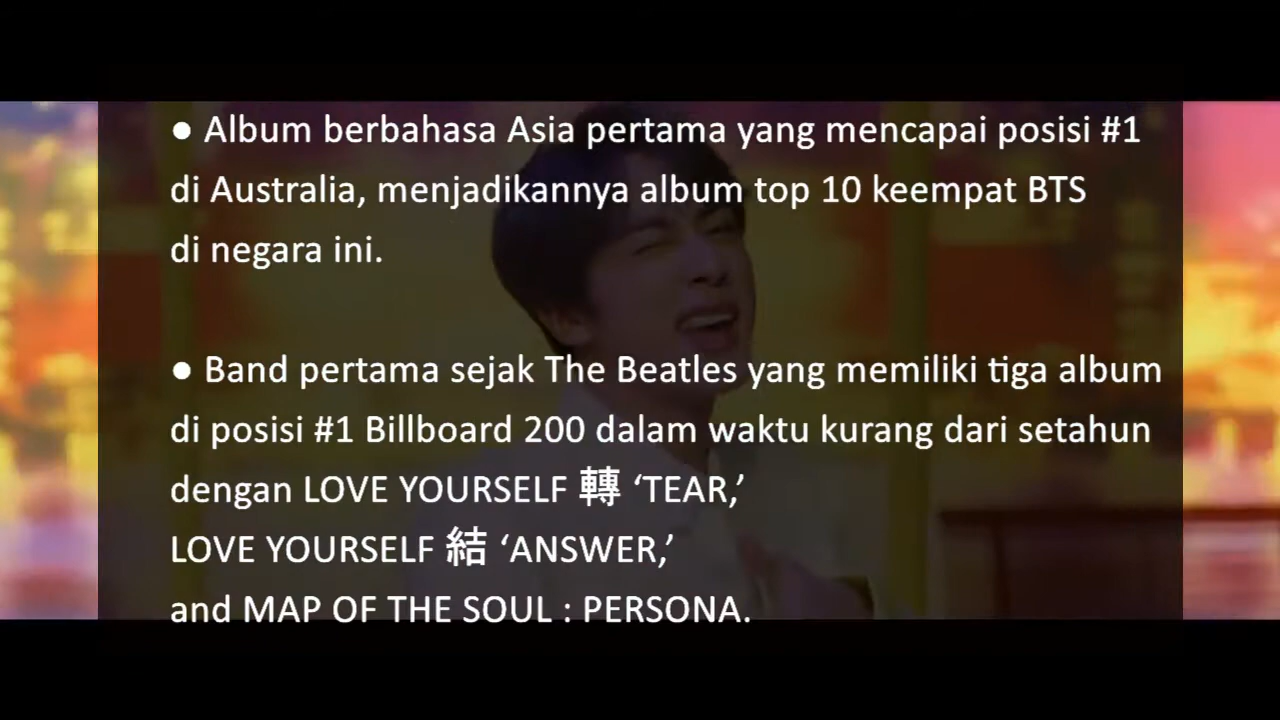 ● Album berbahasa Asia pertama yang mencapai posisi #1
di Australia, menjadikannya album top 10 keempat BTS
di negara ini.
● Band pertama sejak The Beatles yang memiliki tiga album
di posisi #1 Billboard 200 dalam waktu kurang dari setahun
dengan LOVE YOURSELF 轉 ‘TEAR,’
LOVE YOURSELF 結 ‘ANSWER,’
and MAP OF THE SOUL : PERSONA.